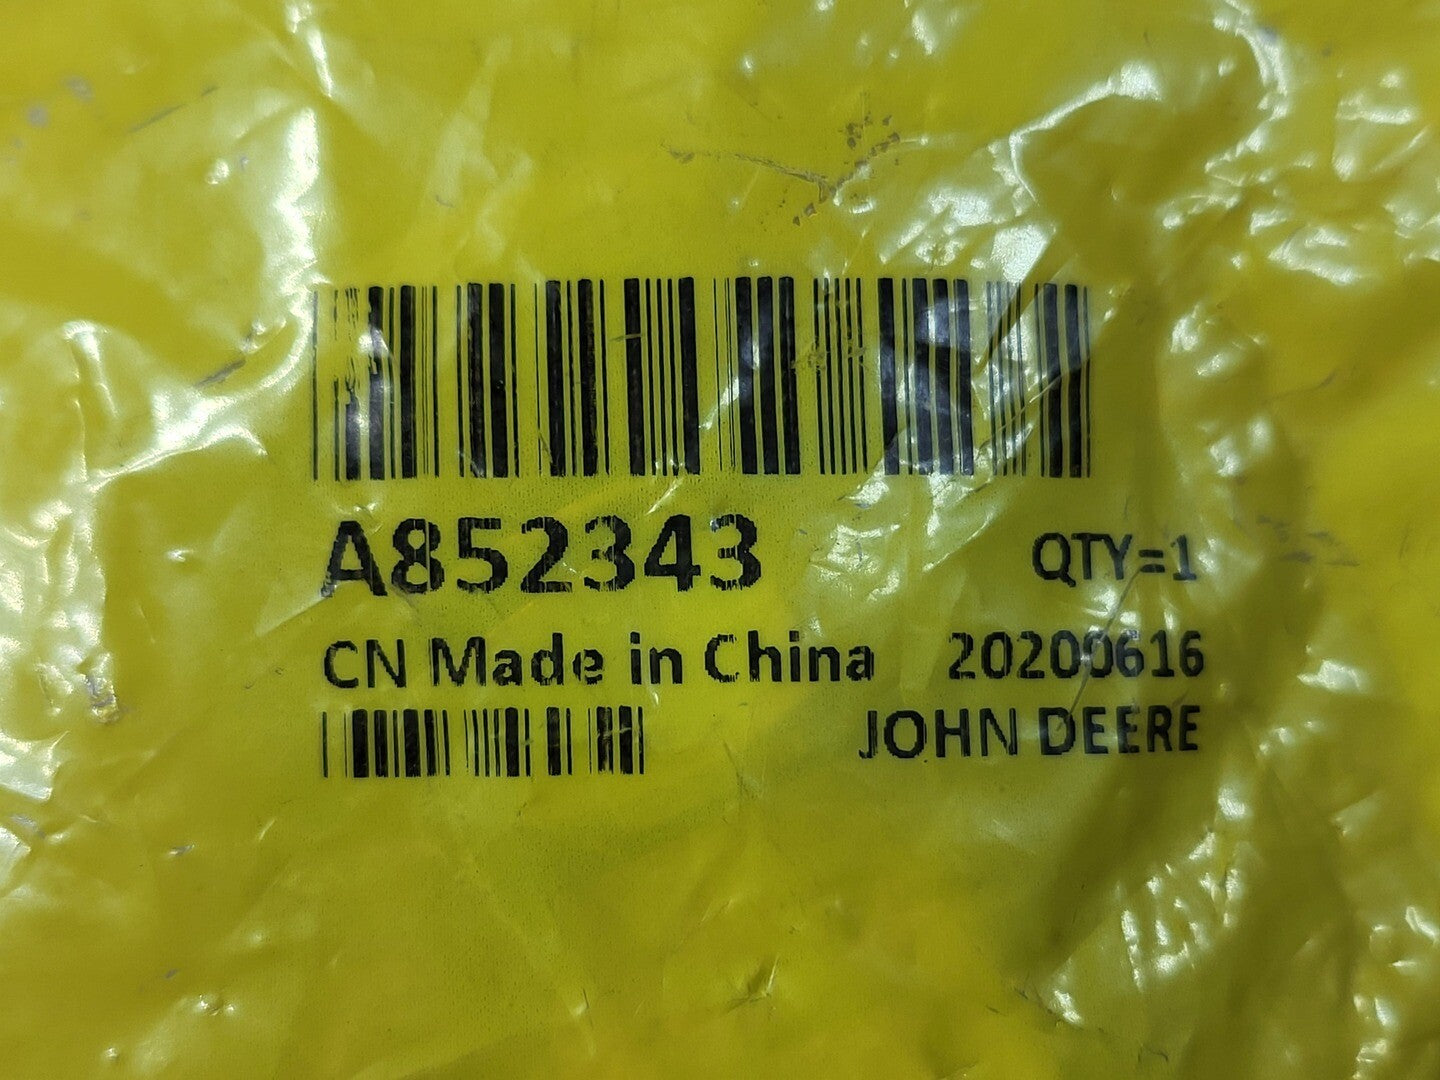 A852343 QTY=1
CN Made in China 20200616
JOHN DEERE